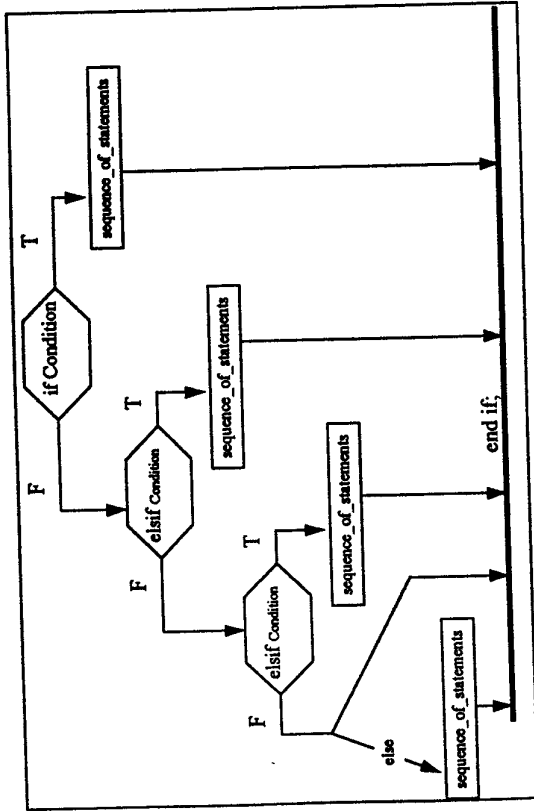 if Condition
T
F
sequence_of_statements
elsif Condition
T
F
sequence_of_statements
elsif Condition
T
F
sequence_of_statements
else
sequence_of_statements
end if;